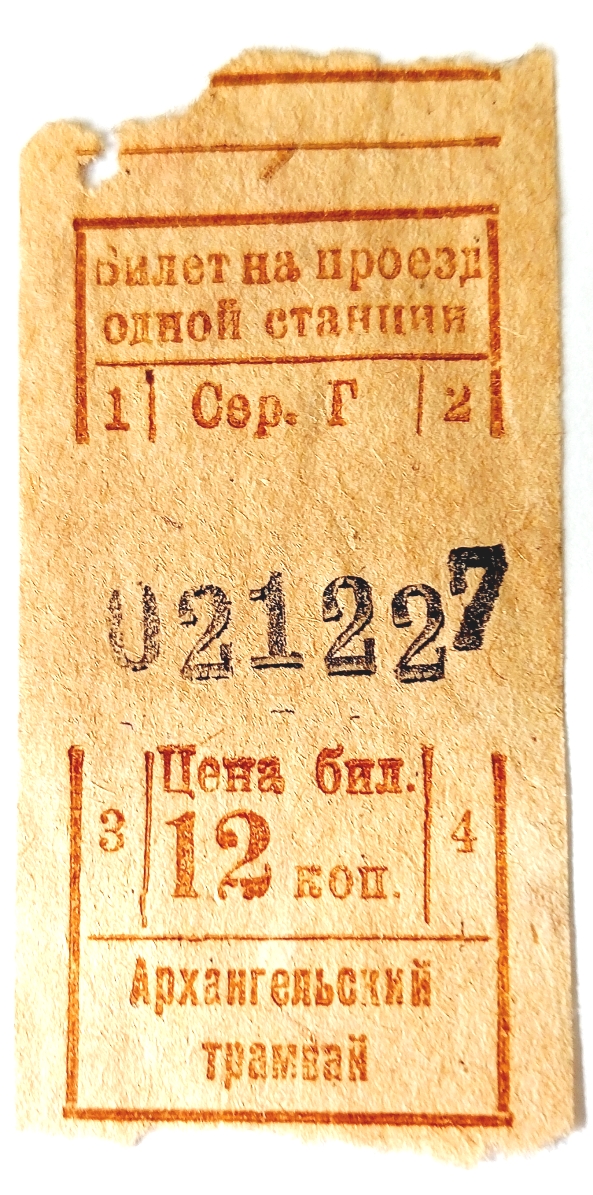 Билет на проезд
одной станции
1 Сер. Г 2
021227
Цена бил.
3 12 коп. 4
Архангельский
трамвай